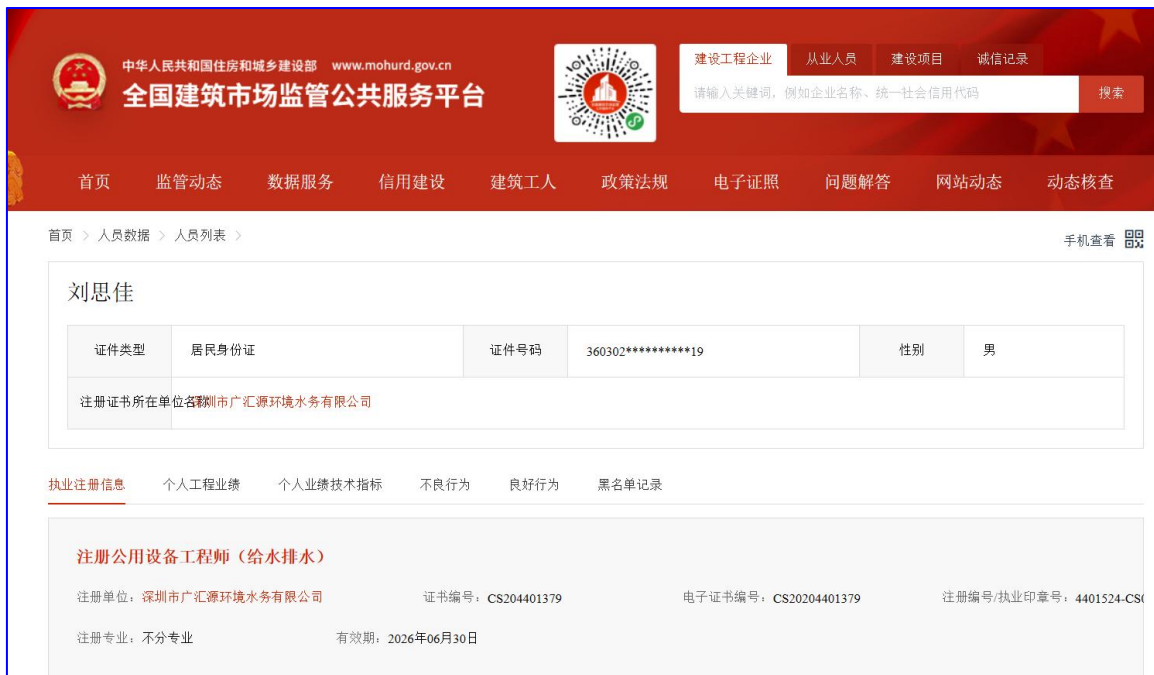 中华人民共和国住房和城乡建设部 www.mohurd.gov.cn
全国建筑市场监管公共服务平台
建设工程企业 从业人员 建设项目 诚信记录
请输入关键词，例如企业名称、统一社会信用代码 搜索
首页 监管动态 数据服务 信用建设 建筑工人 政策法规 电子证照 问题解答 网站动态 动态核查
首页 > 人员数据 > 人员列表 >
手机查看
刘思佳
证件类型 居民身份证 证件号码 360302**********19 性别 男
注册证书所在单位名称 深圳市广汇源环境水务有限公司
执业注册信息 个人工程业绩 个人业绩技术指标 不良行为 良好行为 黑名单记录
注册公用设备工程师（给水排水）
注册单位：深圳市广汇源环境水务有限公司 证书编号：CS204401379 电子证书编号：CS20204401379 注册编号/执业印章号：4401524-CS0
注册专业：不分专业 有效期：2026年06月30日